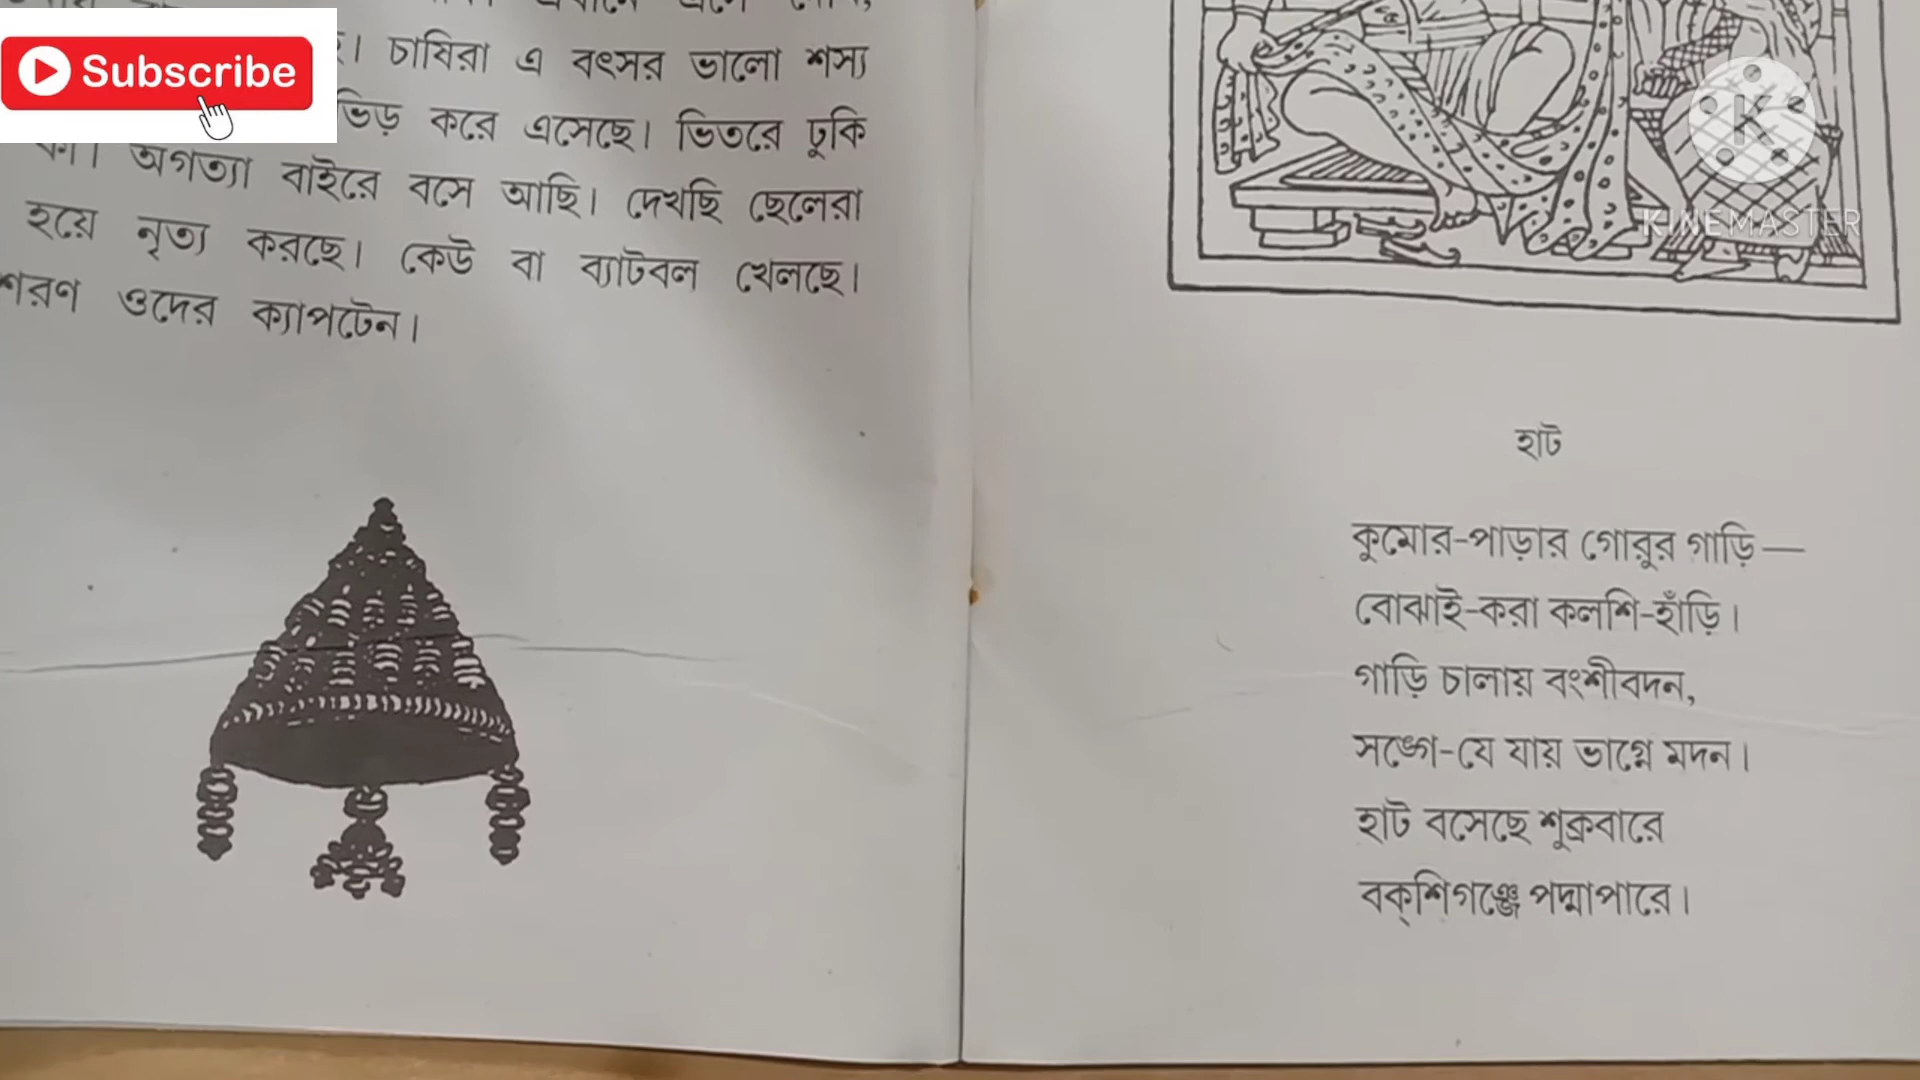 Subscribe
। চাষিরা এ বৎসর ভালো শস্য
ভিড় করে এসেছে। ভিতরে ঢুকি
অগত্যা বাইরে বসে আছি। দেখছি ছেলেরা
হয়ে নৃত্য করছে। কেউ বা ব্যাটবল খেলছে।
শরণ ওদের ক্যাপটেন।
K
KINEMASTER
হাট
কুমোর-পাড়ার গোরুর গাড়ি—
বোঝাই-করা কলশি-হাঁড়ি।
গাড়ি চালায় বংশীবদন,
সঙ্গে-যে যায় ভাগ্নে মদন।
হাট বসেছে শুক্রবারে
বক্‌শিগঞ্জে পদ্মাপারে।